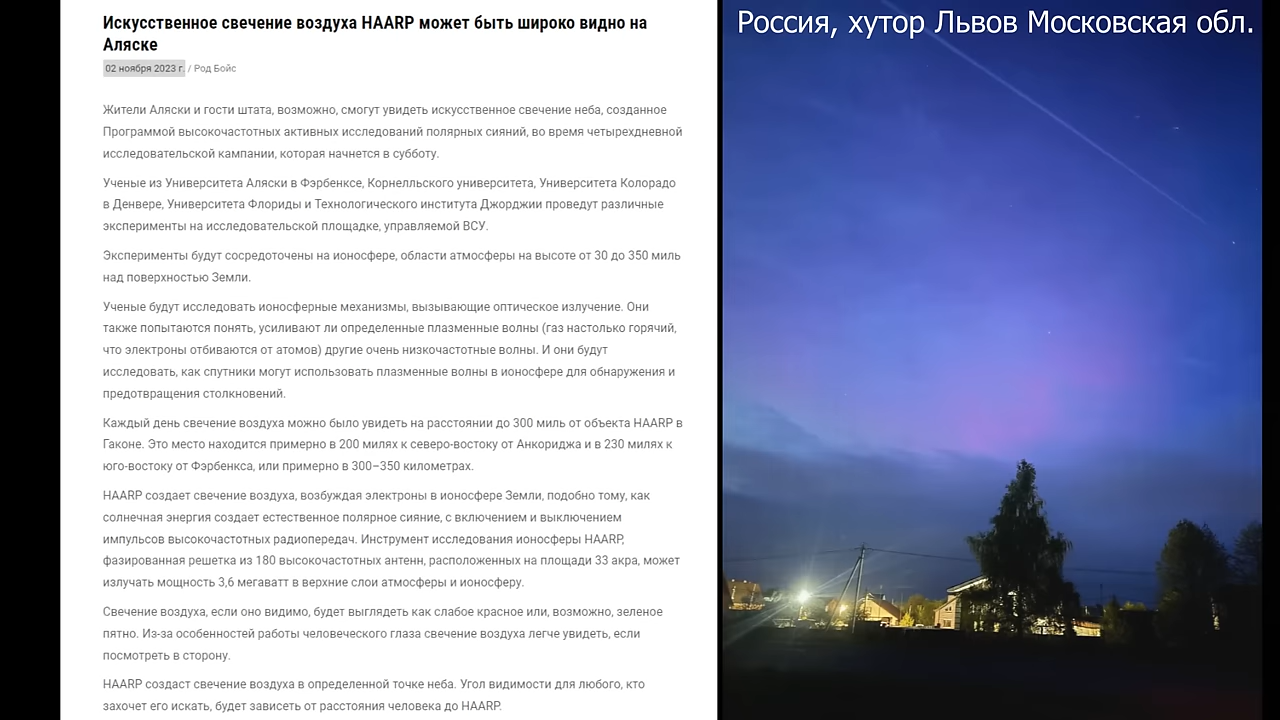 Искусственное свечение воздуха HAARP может быть широко видно на
Аляске
02 ноября 2023 г. / Род Бойс
Жители Аляски и гости штата, возможно, смогут увидеть искусственное свечение неба, созданное
Программой высокочастотных активных исследований полярных сияний, во время четырехдневной
исследовательской кампании, которая начнется в субботу.
Ученые из Университета Аляски в Фэрбенксе, Корнелльского университета, Университета Колорадо
в Денвере, Университета Флориды и Технологического института Джорджии проведут различные
эксперименты на исследовательской площадке, управляемой ВСУ.
Эксперименты будут сосредоточены на ионосфере, области атмосферы на высоте от 30 до 350 миль
над поверхностью Земли.
Ученые будут исследовать ионосферные механизмы, вызывающие оптическое излучение. Они
также попытаются понять, усиливают ли определенные плазменные волны (газ настолько горячий,
что электроны отбиваются от атомов) другие очень низкочастотные волны. И они будут
исследовать, как спутники могут использовать плазменные волны в ионосфере для обнаружения и
предотвращения столкновений.
Каждый день свечение воздуха можно было увидеть на расстоянии до 300 миль от объекта HAARP в
Гаконе. Это место находится примерно в 200 милях к северо-востоку от Анкориджа и в 230 милях к
юго-востоку от Фэрбенкса, или примерно в 300–350 километрах.
HAARP создает свечение воздуха, возбуждая электроны в ионосфере Земли, подобно тому, как
солнечная энергия создает естественное полярное сияние, с включением и выключением
импульсов высокочастотных радиопередач. Инструмент исследования ионосферы HAARP,
фазированная решетка из 180 высокочастотных антенн, расположенных на площади 33 акра, может
излучать мощность 3,6 мегаватт в верхние слои атмосферы и ионосферу.
Свечение воздуха, если оно видимо, будет выглядеть как слабое красное или, возможно, зеленое
пятно. Из-за особенностей работы человеческого глаза свечение воздуха легче увидеть, если
посмотреть в сторону.
HAARP создаст свечение воздуха в определенной точке неба. Угол видимости для любого, кто
захочет его искать, будет зависеть от расстояния человека до HAARP.
Россия, хутор Львов Московская обл.